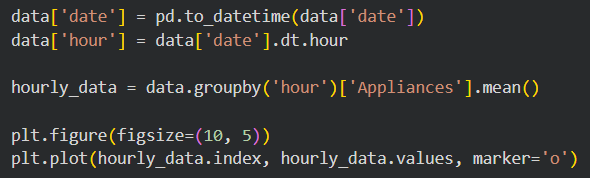 data['date'] = pd.to_datetime(data['date'])
data['hour'] = data['date'].dt.hour
hourly_data = data.groupby('hour')['Appliances'].mean()
plt.figure(figsize=(10, 5))
plt.plot(hourly_data.index, hourly_data.values, marker='o')